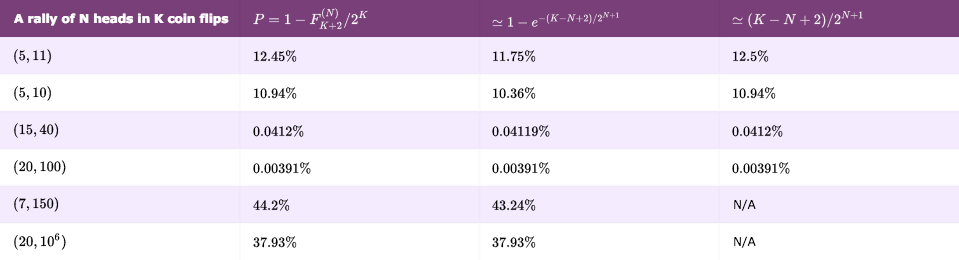 A rally of N heads in K coin flips P = 1 − F_{K+2}^{(N)}/2^K ≃ 1 − e^{−(K−N+2)/2^{N+1}} ≃ (K − N + 2)/2^{N+1}
(5, 11) 12.45% 11.75% 12.5%
(5, 10) 10.94% 10.36% 10.94%
(15, 40) 0.0412% 0.04119% 0.0412%
(20, 100) 0.00391% 0.00391% 0.00391%
(7, 150) 44.2% 43.24% N/A
(20, 10^6) 37.93% 37.93% N/A